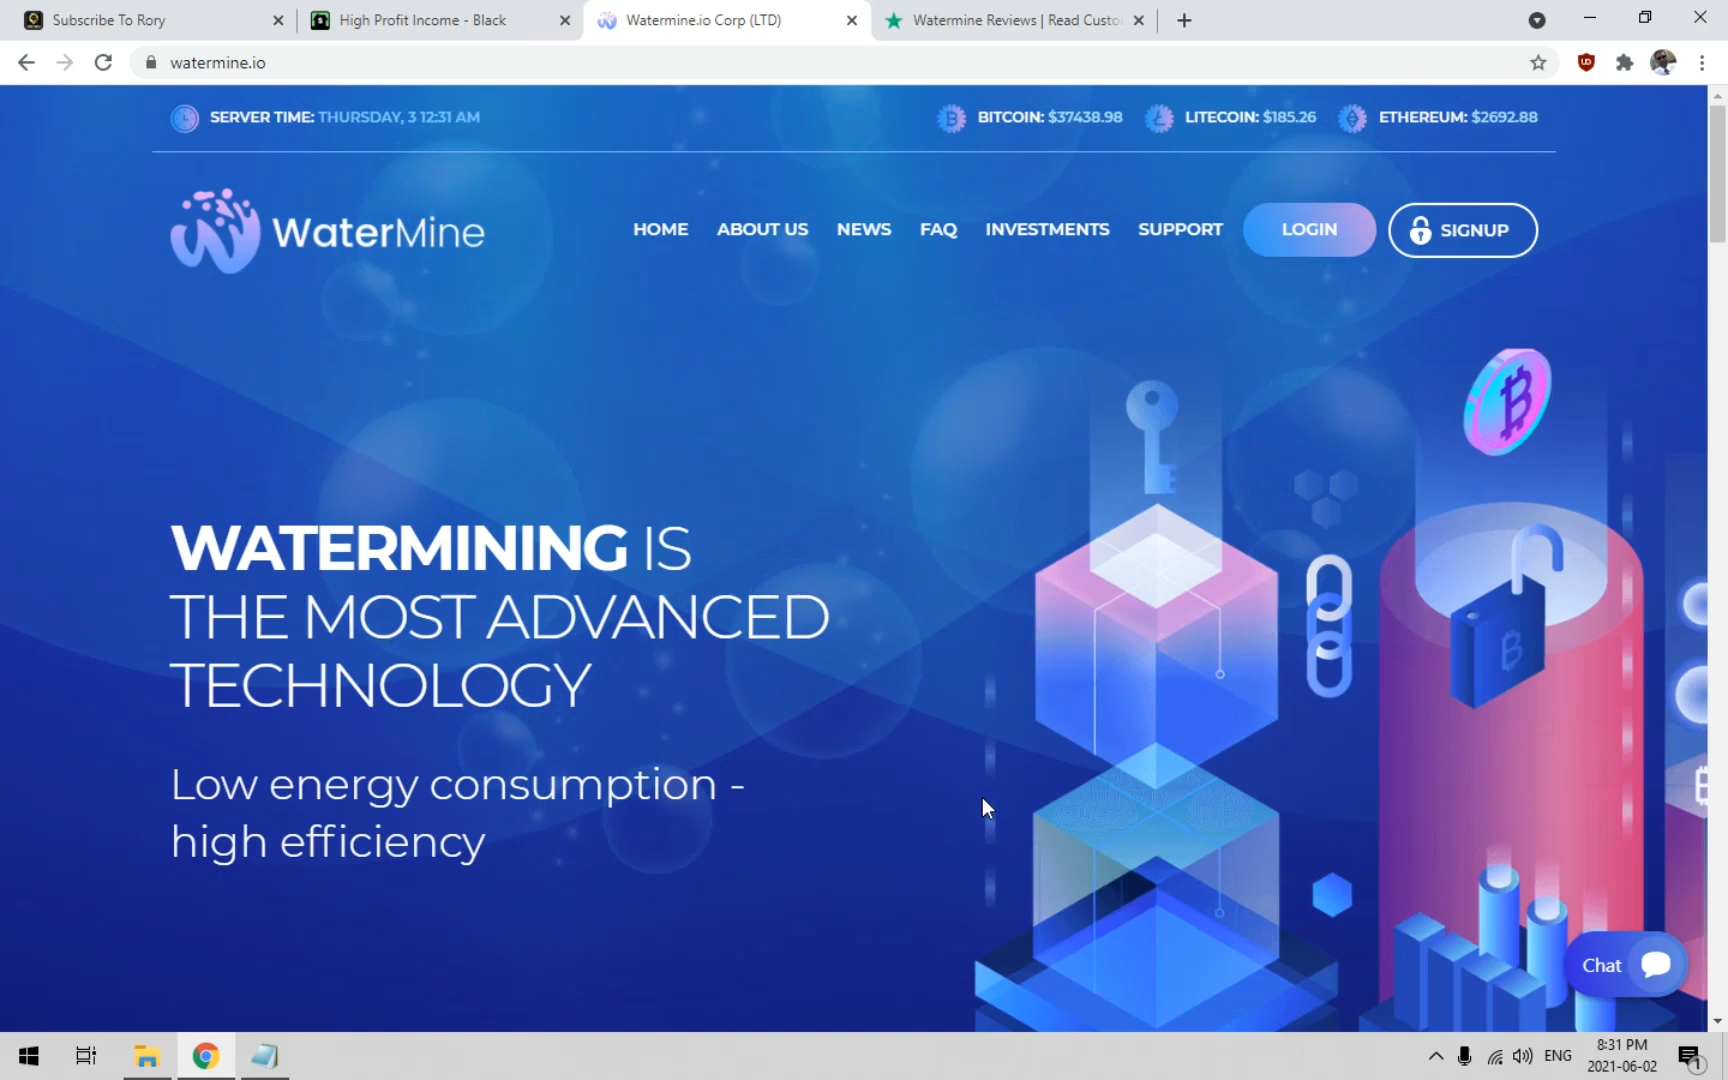 Subscribe To Rory
High Profit Income - Black
Watermine.io Corp (LTD)
Watermine Reviews | Read Custo
watermine.io
SERVER TIME: THURSDAY, 3 12:31 AM
BITCOIN: $37438.98
LITECOIN: $185.26
ETHEREUM: $2692.88
WaterMine
HOME
ABOUT US
NEWS
FAQ
INVESTMENTS
SUPPORT
LOGIN
SIGNUP
WATERMINING IS
THE MOST ADVANCED
TECHNOLOGY
Low energy consumption -
high efficiency
Chat
ENG
8:31 PM
2021-06-02
1